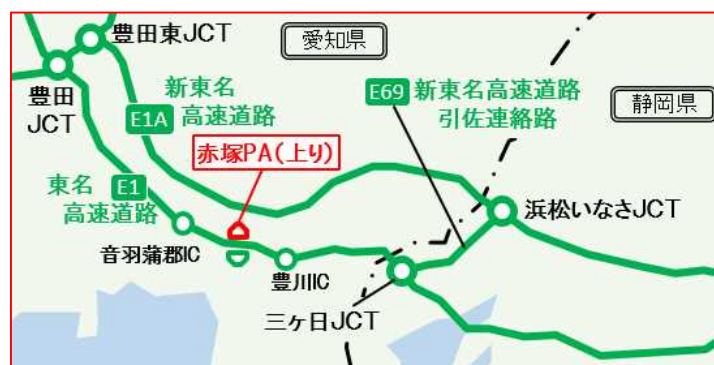 豊田東JCT
愛知県
豊田
JCT
新東名
E1A
高速道路
E69
新東名高速道路
引佐連絡路
静岡県
赤塚PA(上り)
東名
E1
高速道路
浜松いなさJCT
音羽蒲郡IC
豊川IC
三ヶ日JCT